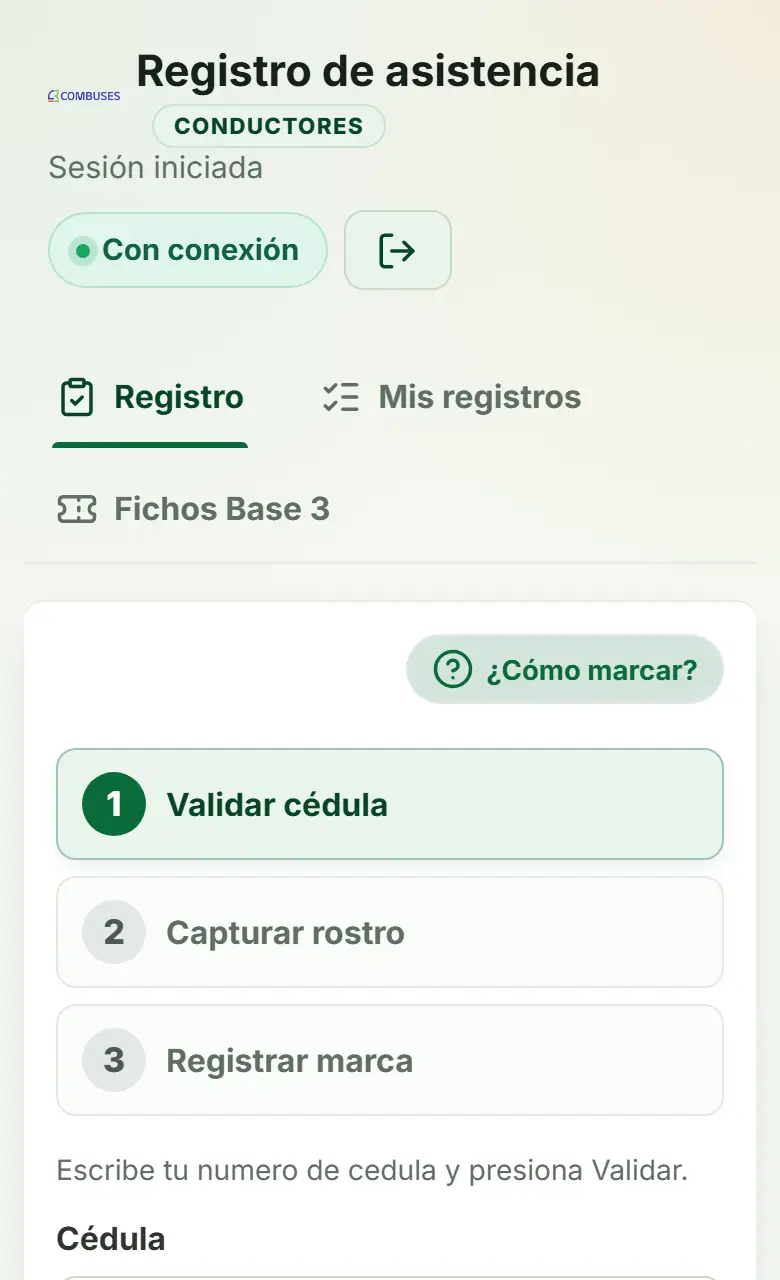 Registro de asistencia
COMBUSES
CONDUCTORES
Sesión iniciada
Con conexión
Registro
Mis registros
Fichos Base 3
¿Cómo marcar?
1 Validar cédula
2 Capturar rostro
3 Registrar marca
Escribe tu numero de cedula y presiona Validar.
Cédula